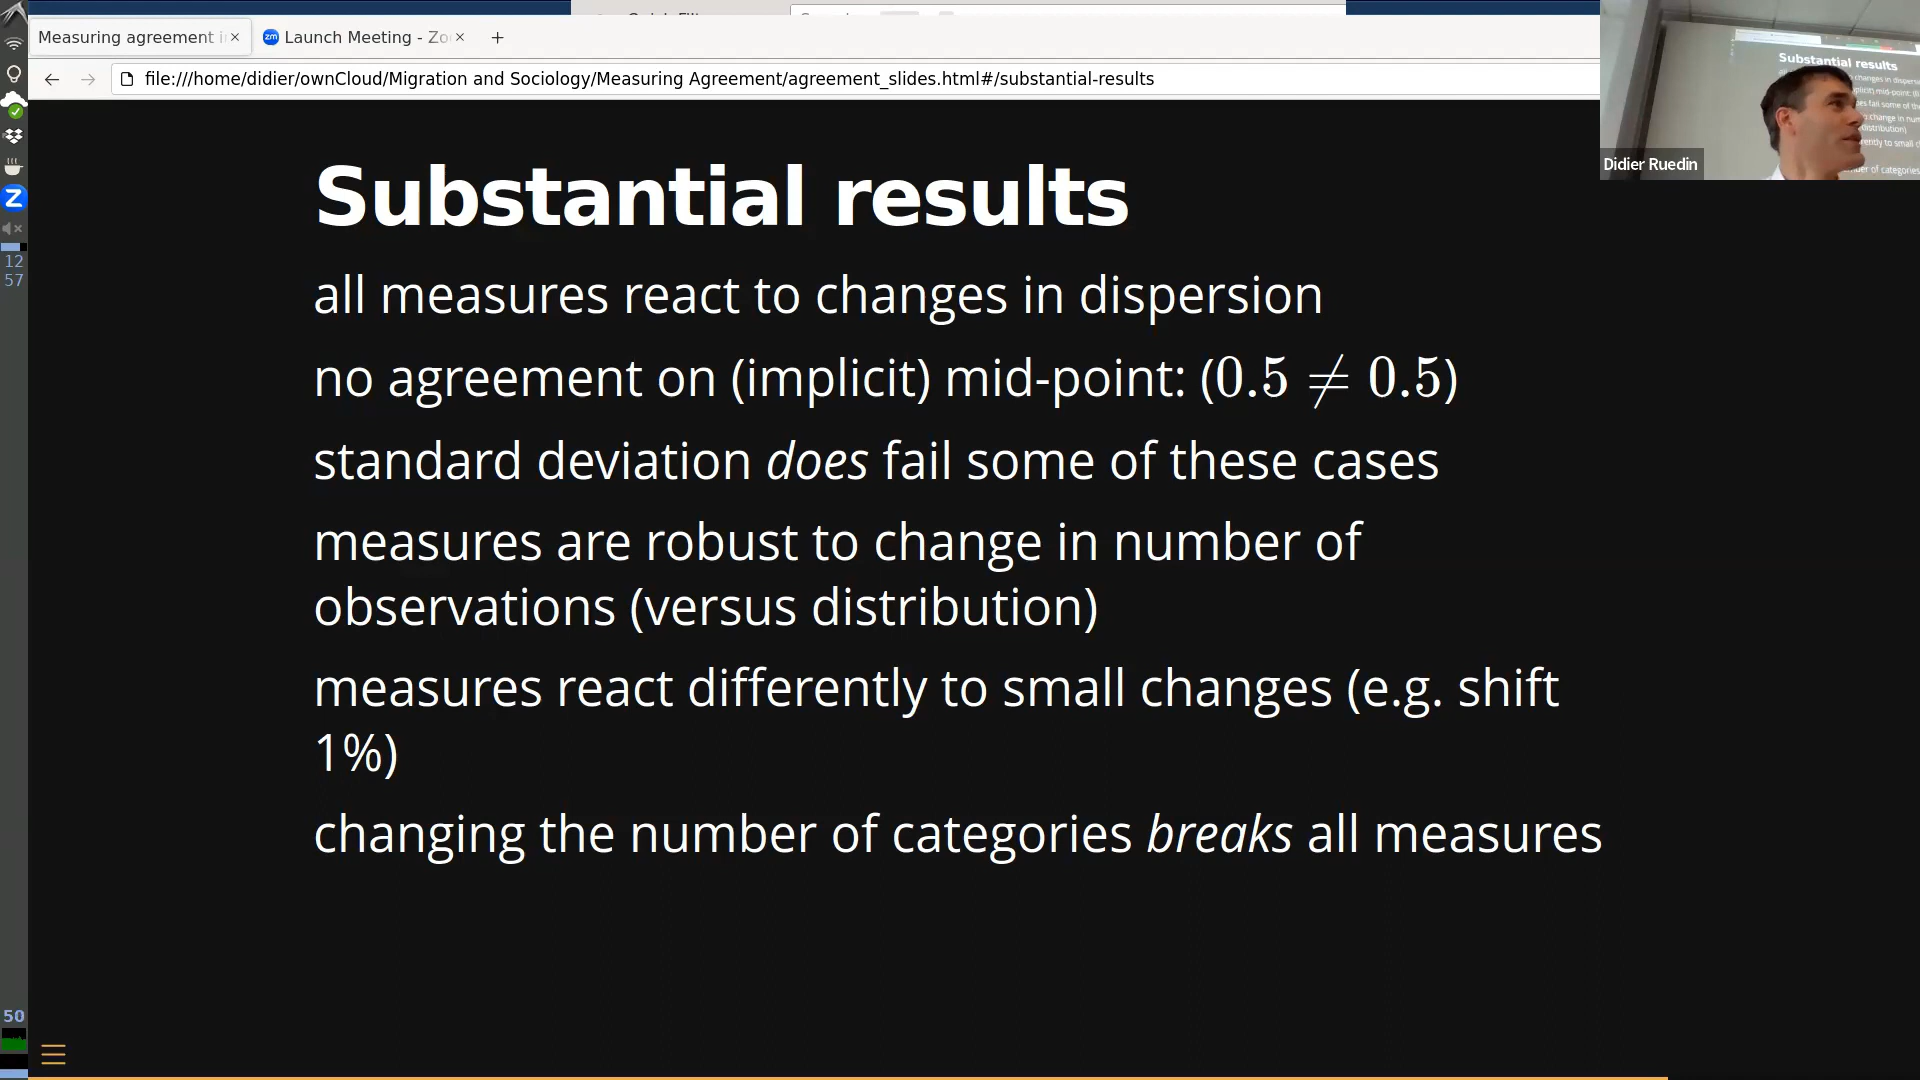 Measuring agreement i
Launch Meeting - Zo
file:///home/didier/ownCloud/Migration and Sociology/Measuring Agreement/agreement_slides.html#/substantial-results
12
57
Substantial results
all measures react to changes in dispersion
no agreement on (implicit) mid-point: (0.5 ≠ 0.5)
standard deviation does fail some of these cases
measures are robust to change in number of
observations (versus distribution)
measures react differently to small changes (e.g. shift
1%)
changing the number of categories breaks all measures
50
Didier Ruedin
Substantial results